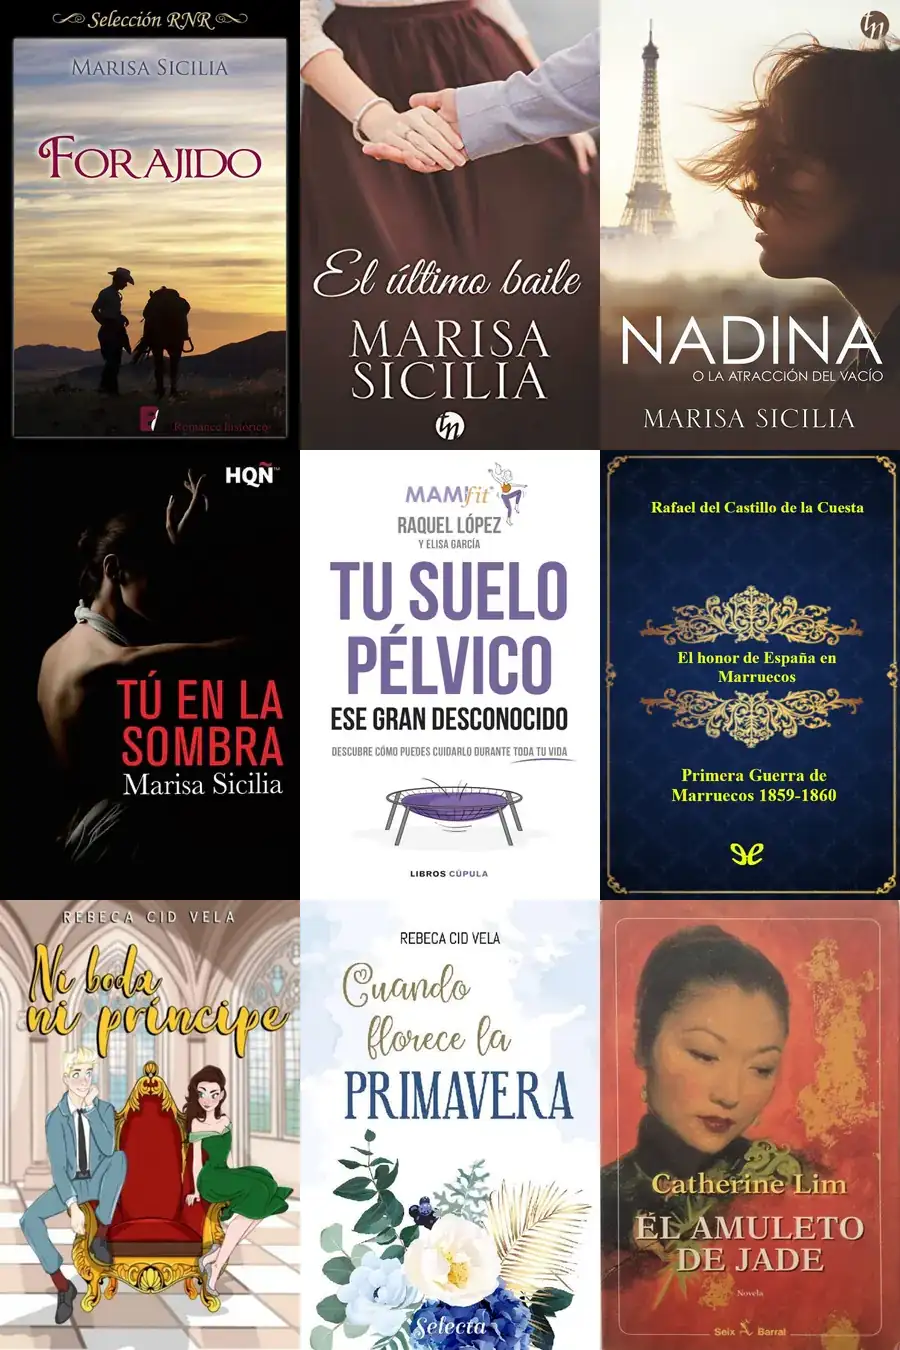 Selección RNR
MARISA SICILIA
FORAJIDO
Romance histórico
El último baile
MARISA
SICILIA
tn
tn
NADINA
O LA ATRACCIÓN DEL VACÍO
MARISA SICILIA
HQÑ™
TÚ EN LA
SOMBRA
Marisa Sicilia
MAMIfit®
RAQUEL LÓPEZ
Y ELISA GARCÍA
TU SUELO
PÉLVICO
ESE GRAN DESCONOCIDO
DESCUBRE CÓMO PUEDES CUIDARLO DURANTE TODA TU VIDA
LIBROS CÚPULA
Rafael del Castillo de la Cuesta
El honor de España en
Marruecos
Primera Guerra de
Marruecos 1859-1860
REBECA CID VELA
Ni boda
ni príncipe
REBECA CID VELA
Cuando
florece la
PRIMAVERA
Selecta
Catherine Lim
EL AMULETO
DE JADE
Novela
Seix Barral